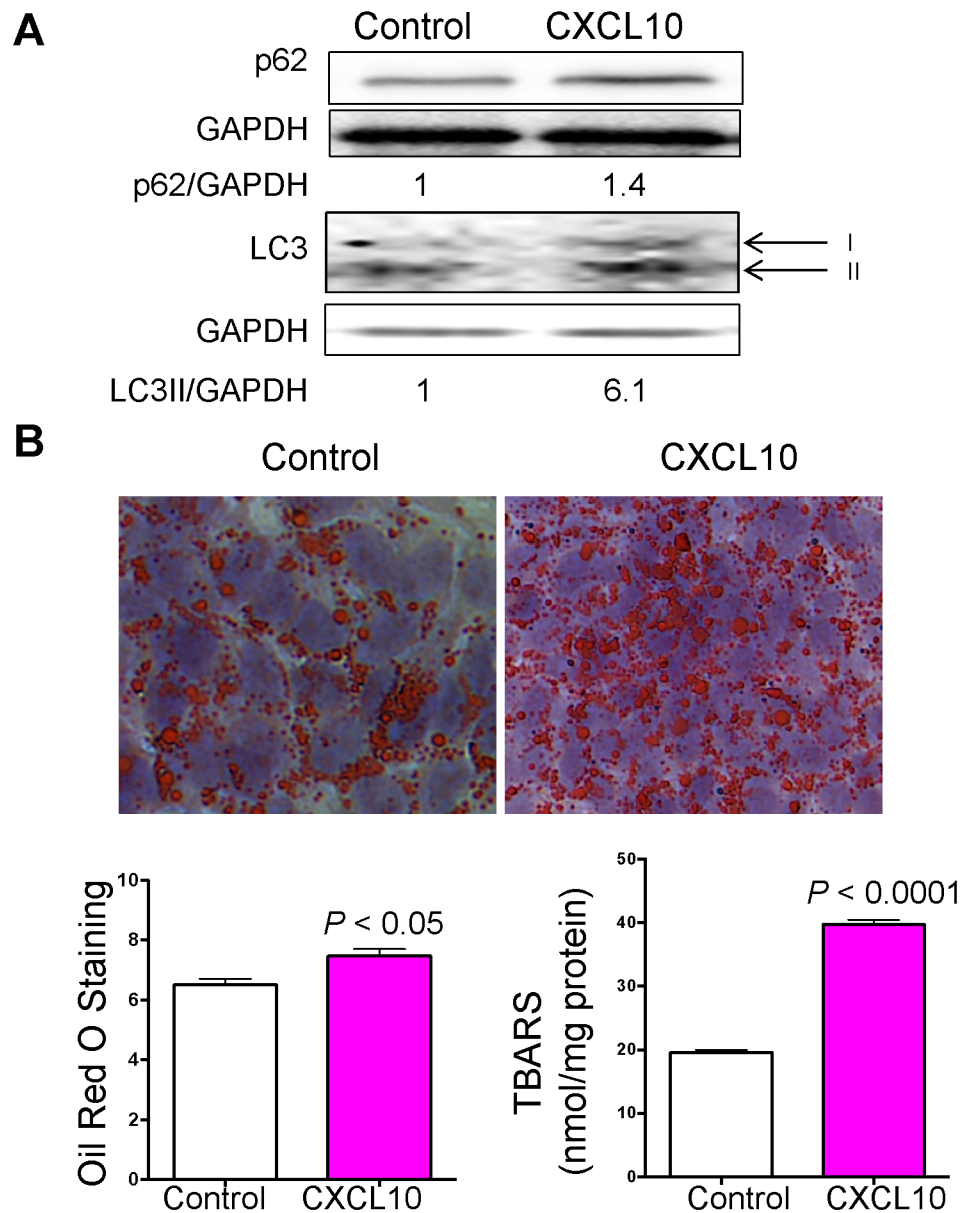 A
Control CXCL10
p62
GAPDH
p62/GAPDH 1 1.4
LC3
I
II
GAPDH
LC3II/GAPDH 1 6.1
B
Control CXCL10
Oil Red O Staining
10
8
6
4
2
0
P < 0.05
Control CXCL10
TBARS
(nmol/mg protein)
50
40
30
20
10
0
P < 0.0001
Control CXCL10